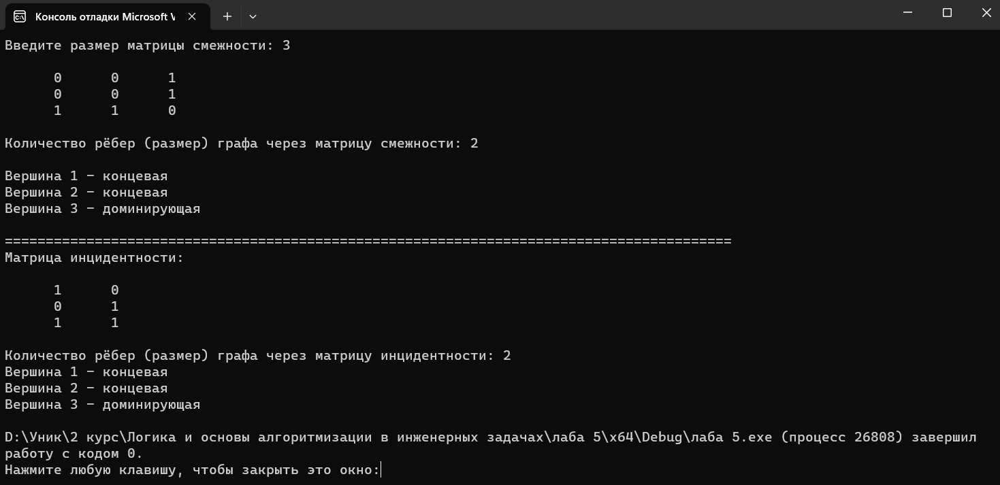 Консоль отладки Microsoft V
Введите размер матрицы смежности: 3
0 0 1
0 0 1
1 1 0
Количество рёбер (размер) графа через матрицу смежности: 2
Вершина 1 - концевая
Вершина 2 - концевая
Вершина 3 - доминирующая
=========================================================================================
Матрица инцидентности:
1 0
0 1
1 1
Количество рёбер (размер) графа через матрицу инцидентности: 2
Вершина 1 - концевая
Вершина 2 - концевая
Вершина 3 - доминирующая
D:\Уник\2 курс\Логика и основы алгоритмизации в инженерных задачах\лаба 5\x64\Debug\лаба 5.exe (процесс 26808) завершил
работу с кодом 0.
Нажмите любую клавишу, чтобы закрыть это окно: